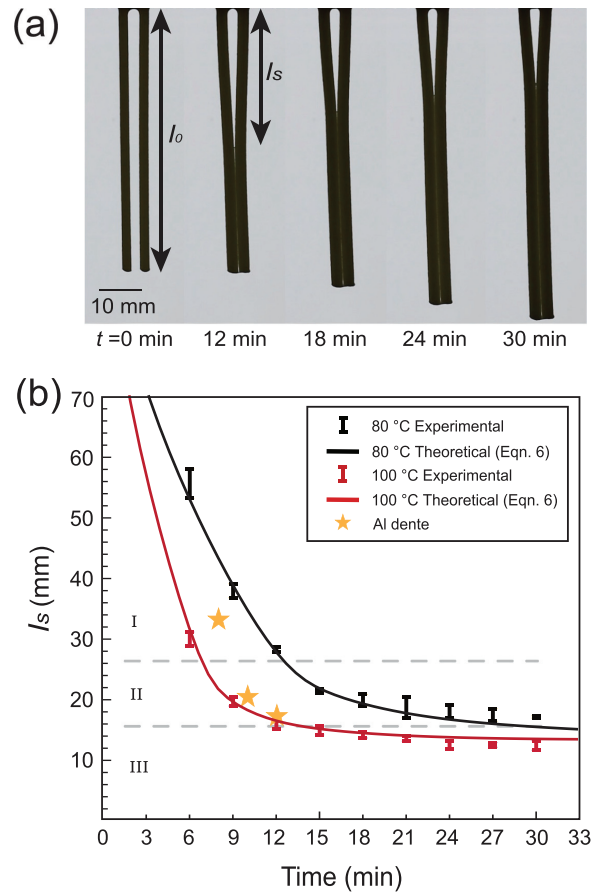 (a)
l0
ls
10 mm
t =0 min 12 min 18 min 24 min 30 min
(b)
70
60
50
40
30
20
10
0 3 6 9 12 15 18 21 24 27 30 33
ls (mm)
Time (min)
80 °C Experimental
80 °C Theoretical (Eqn. 6)
100 °C Experimental
100 °C Theoretical (Eqn. 6)
Al dente
I
II
III